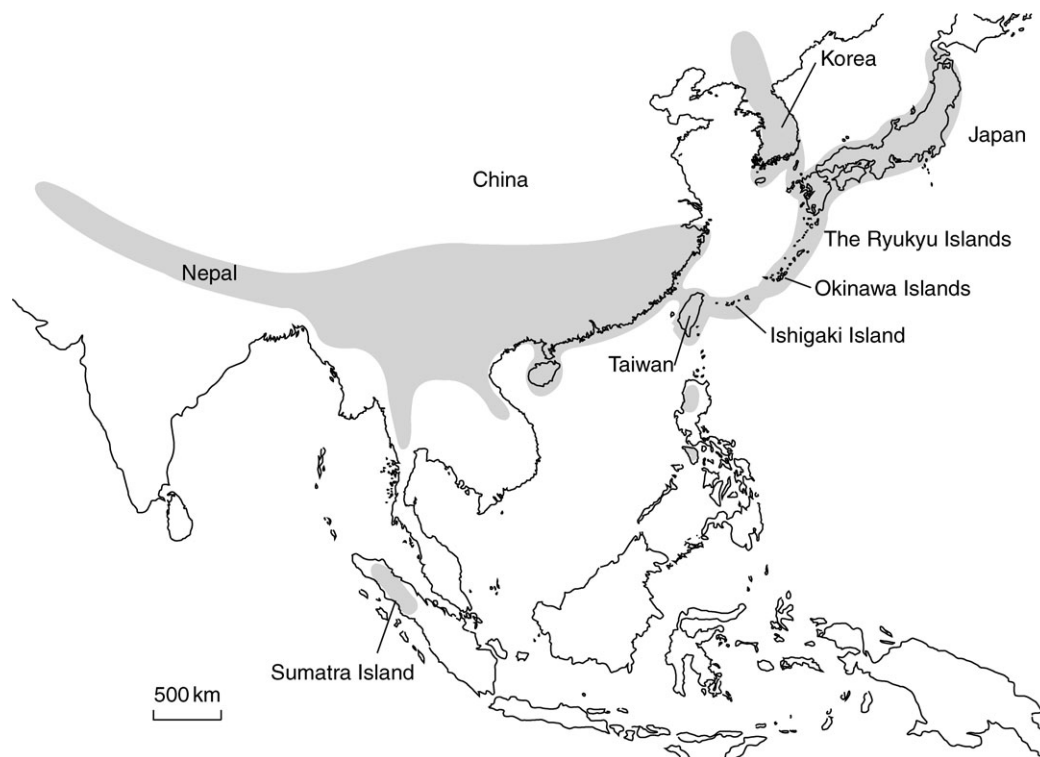 Korea
Japan
China
The Ryukyu Islands
Nepal
Okinawa Islands
Ishigaki Island
Taiwan
Sumatra Island
500 km